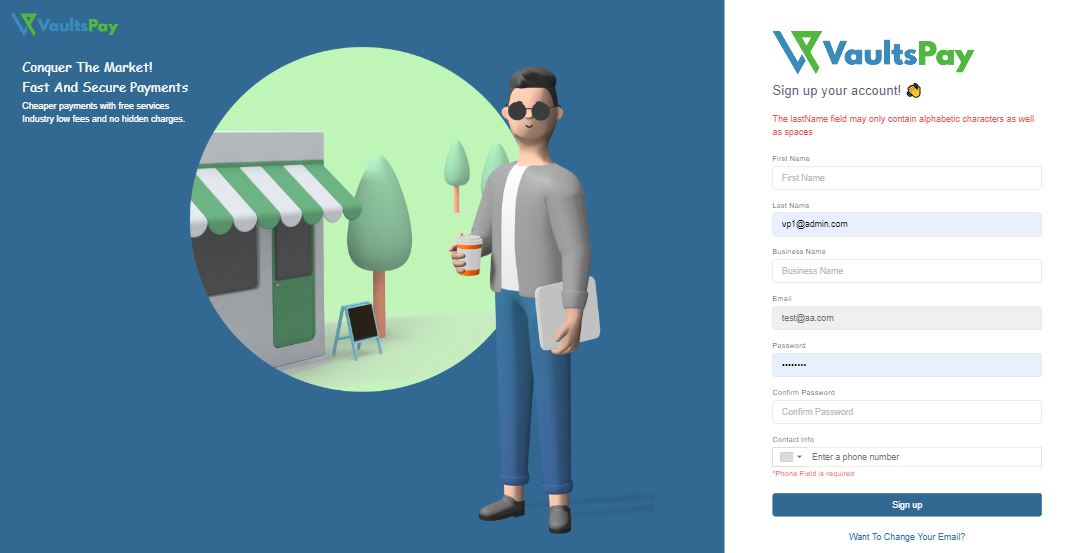 VaultsPay
Conquer The Market!
Fast And Secure Payments
Cheaper payments with free services
Industry low fees and no hidden charges.
VaultsPay
Sign up your account! 👏
The lastName field may only contain alphabetic characters as well
as spaces
First Name
First Name
Last Name
vp1@admin.com
Business Name
Business Name
Email
test@aa.com
Password
••••••••
Confirm Password
Confirm Password
Contact Info
Enter a phone number
*Phone Field is required
Sign up
Want To Change Your Email?